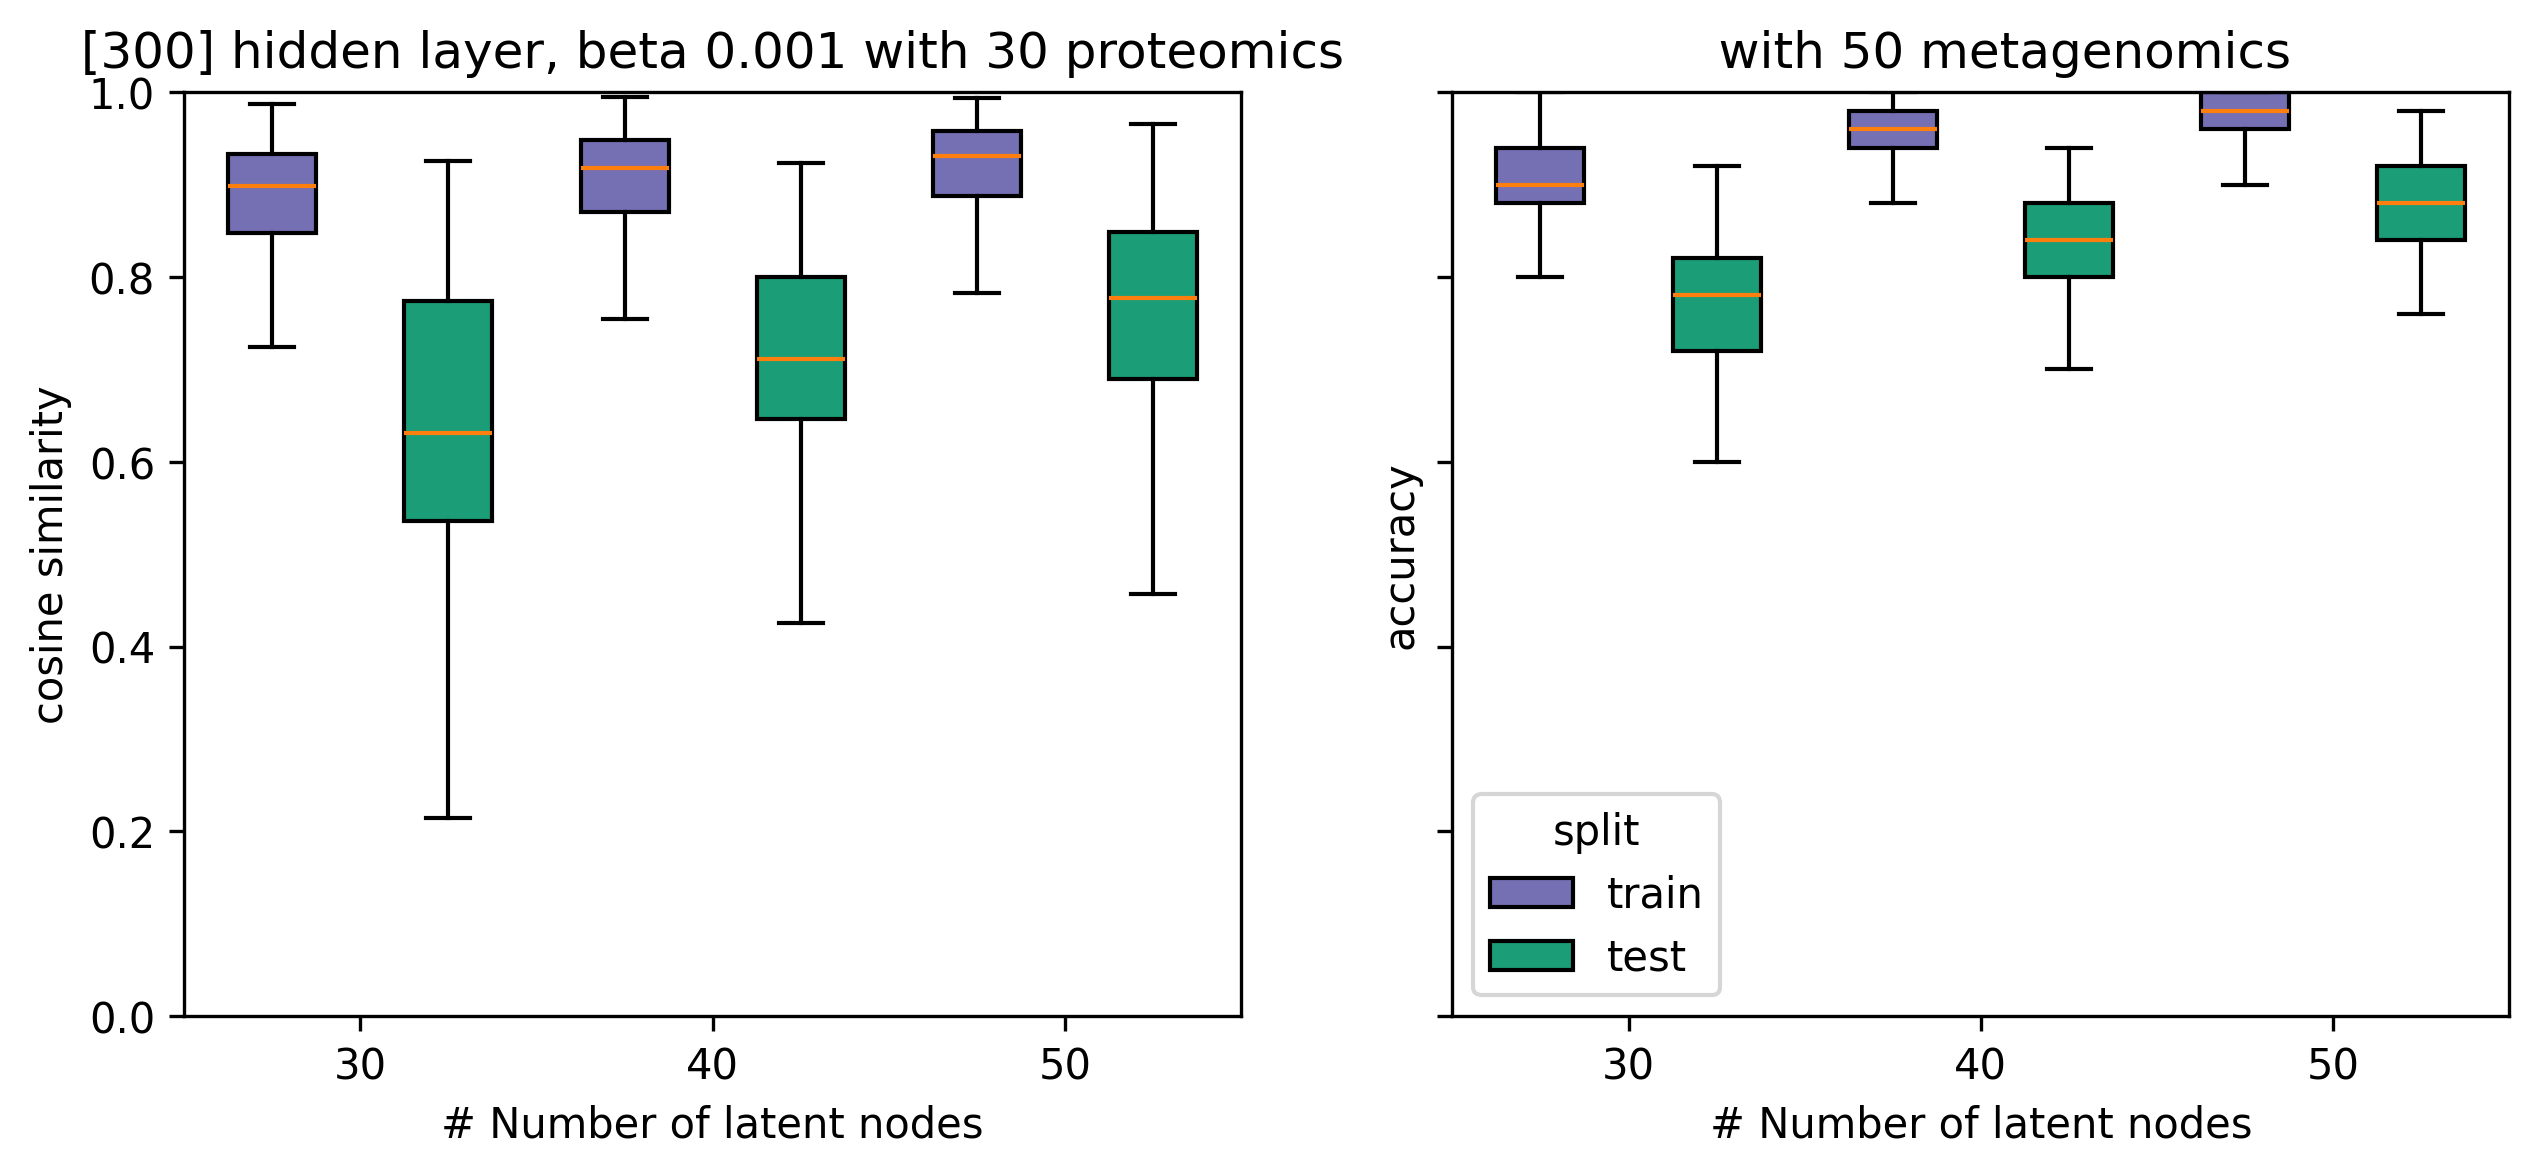 [300] hidden layer, beta 0.001 with 30 proteomics
cosine similarity
1.0
0.8
0.6
0.4
0.2
0.0
30 40 50
# Number of latent nodes
with 50 metagenomics
accuracy
split
train
test
30 40 50
# Number of latent nodes